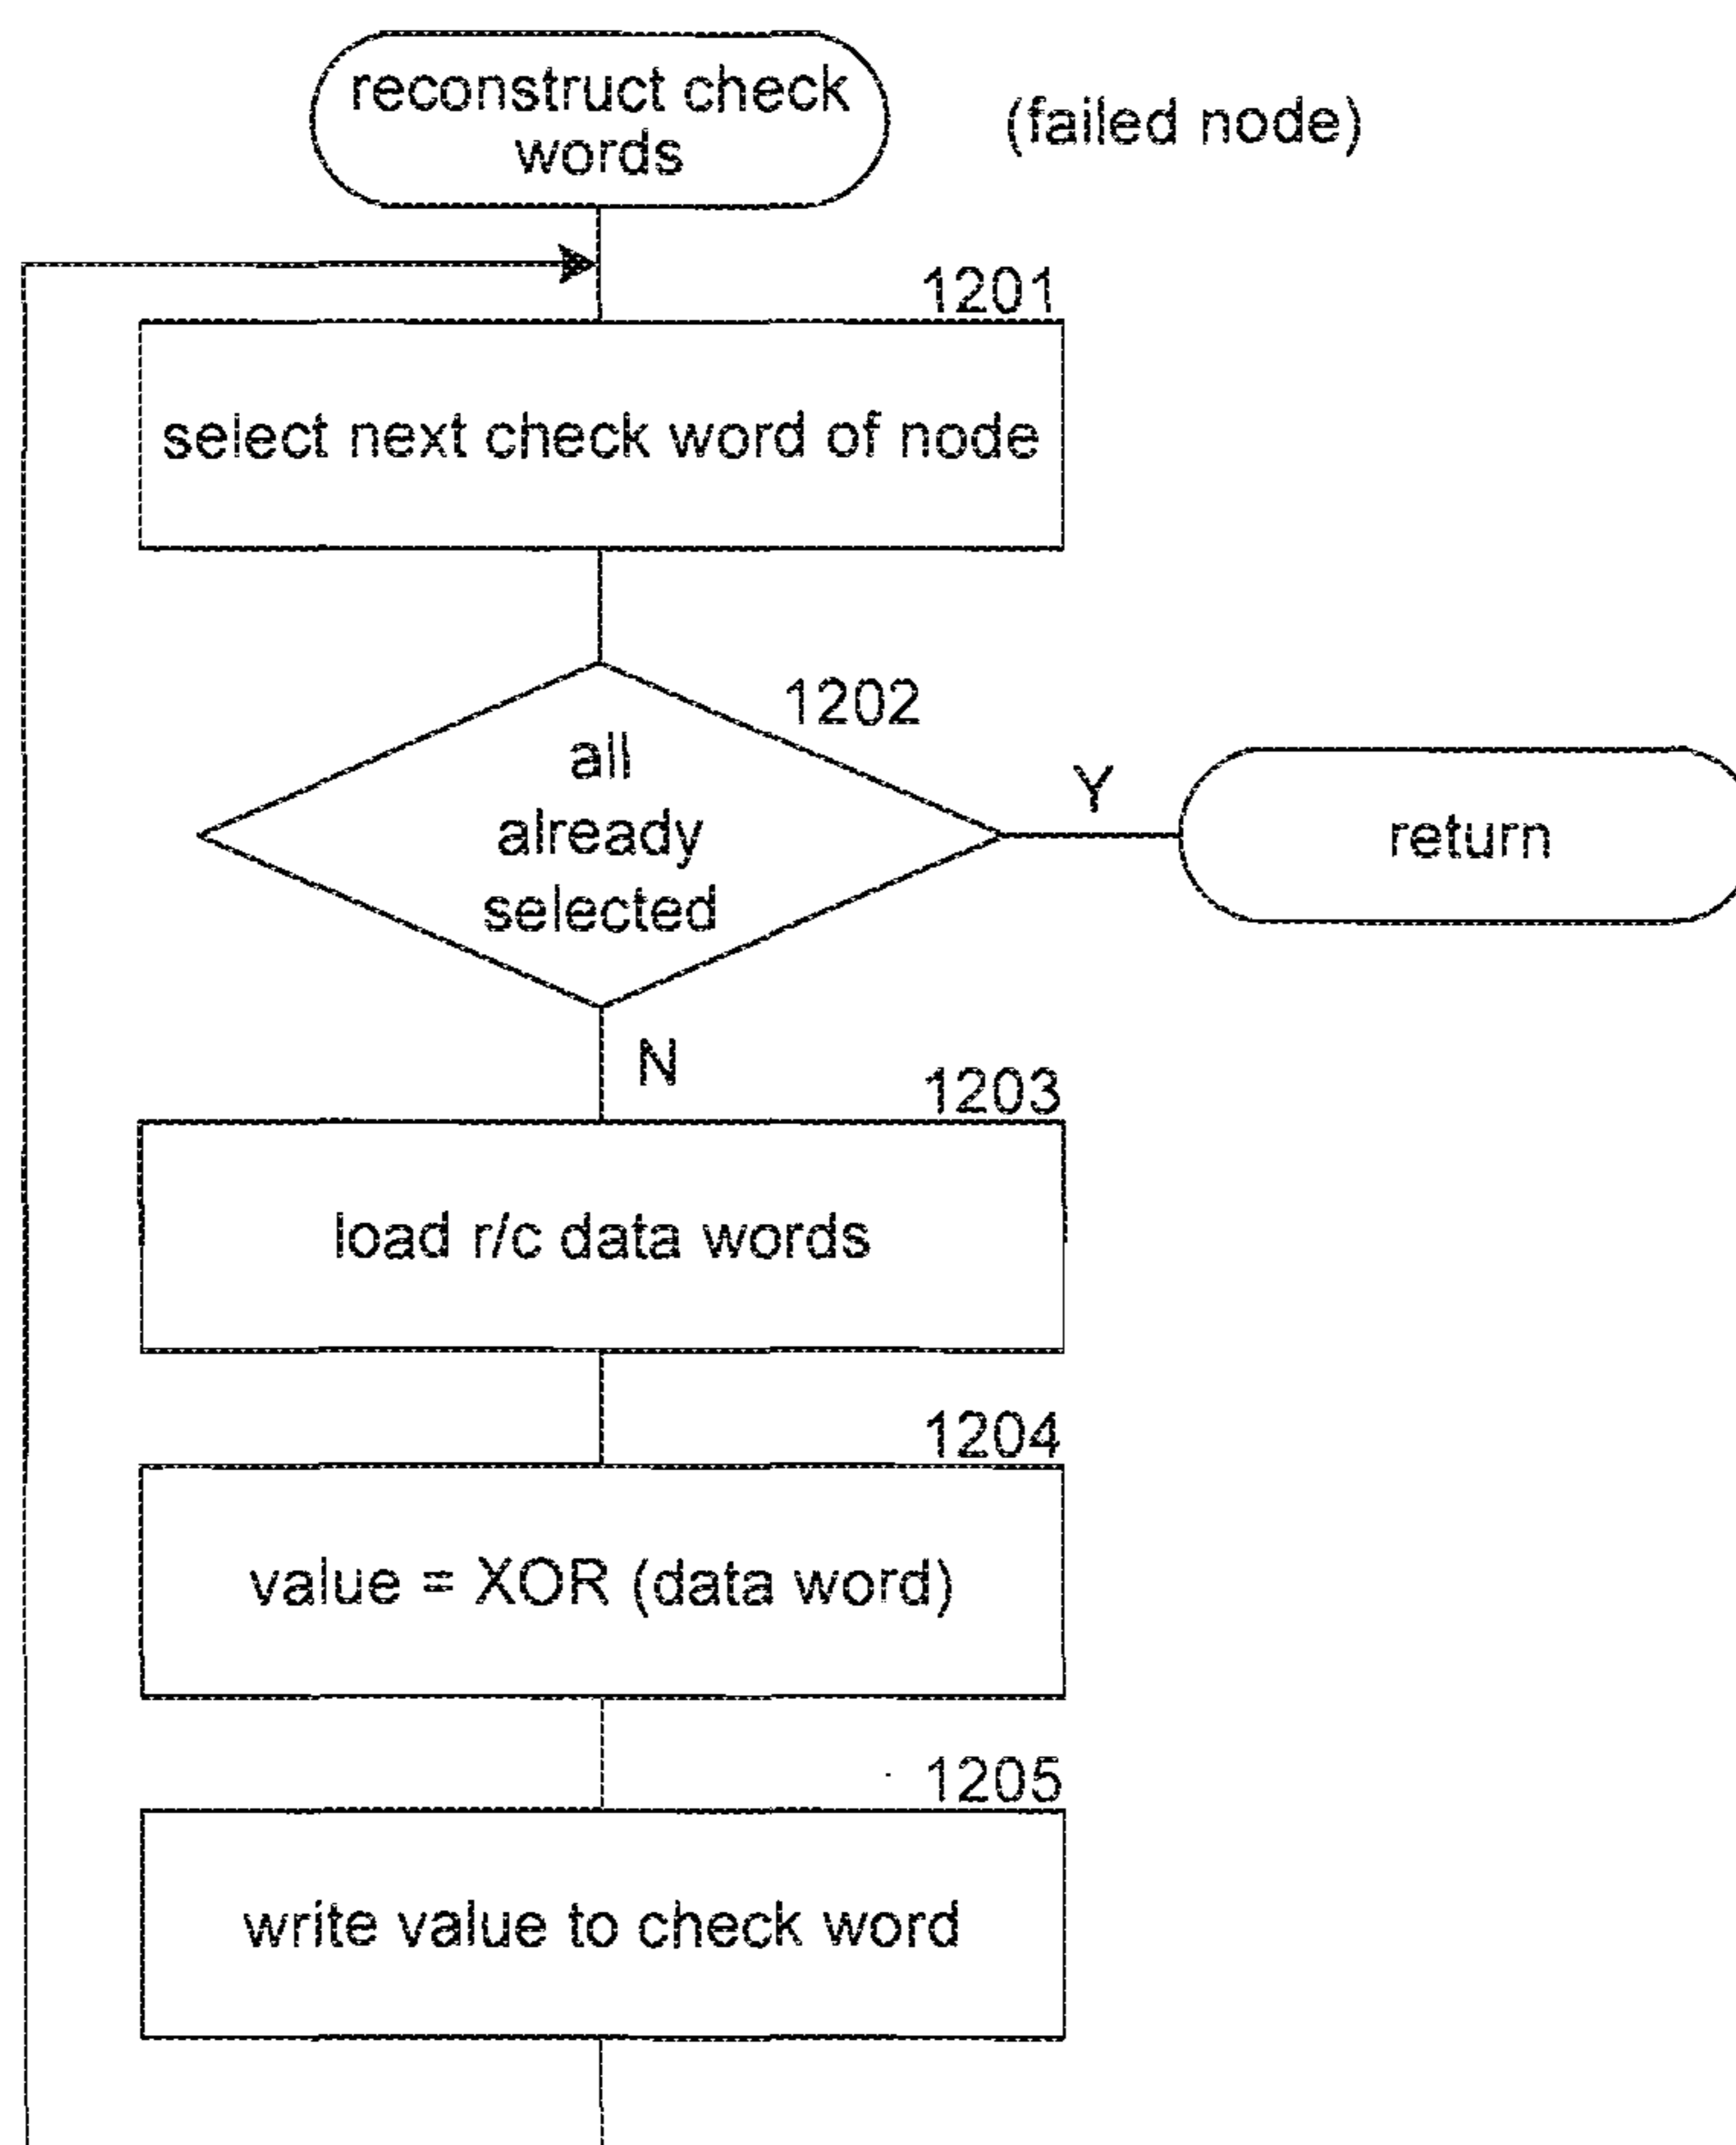 reconstruct check
words
(failed node)
1201
select next check word of node
1202
all
already
selected
Y
return
N
1203
load r/c data words
1204
value = XOR (data word)
1205
write value to check word